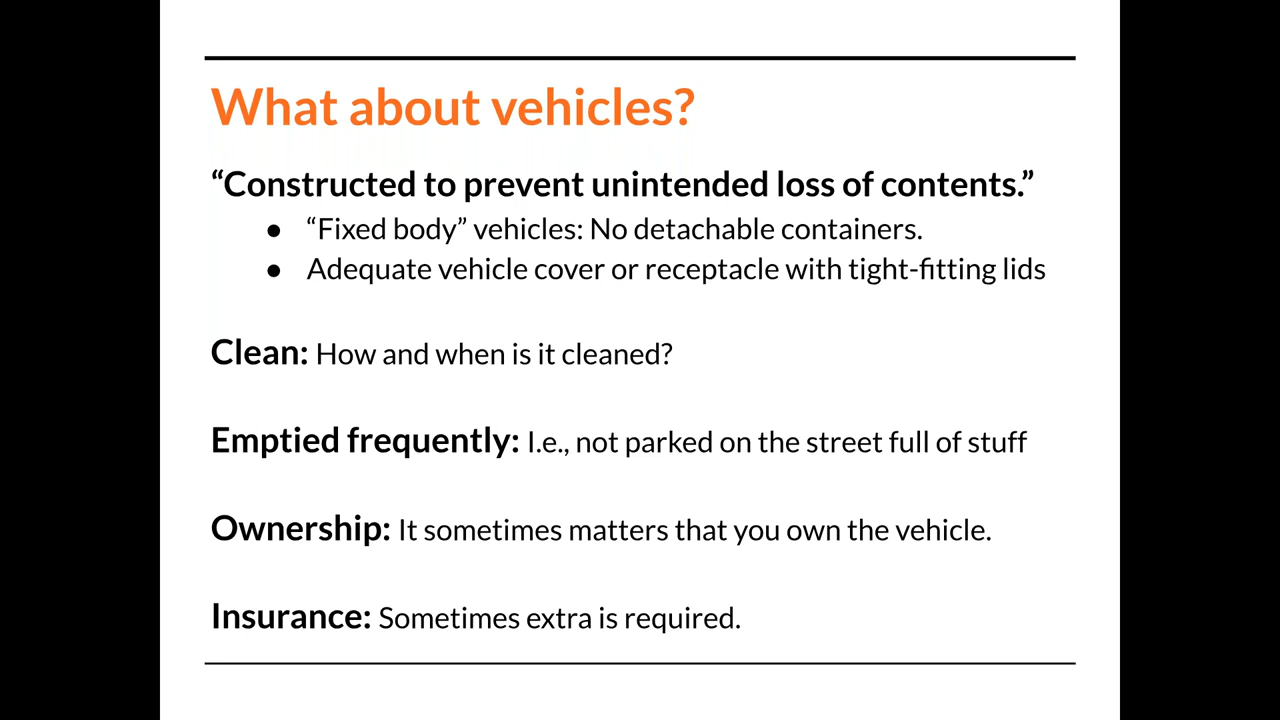 What about vehicles?
“Constructed to prevent unintended loss of contents.”
● “Fixed body” vehicles: No detachable containers.
● Adequate vehicle cover or receptacle with tight-fitting lids
Clean: How and when is it cleaned?
Emptied frequently: I.e., not parked on the street full of stuff
Ownership: It sometimes matters that you own the vehicle.
Insurance: Sometimes extra is required.